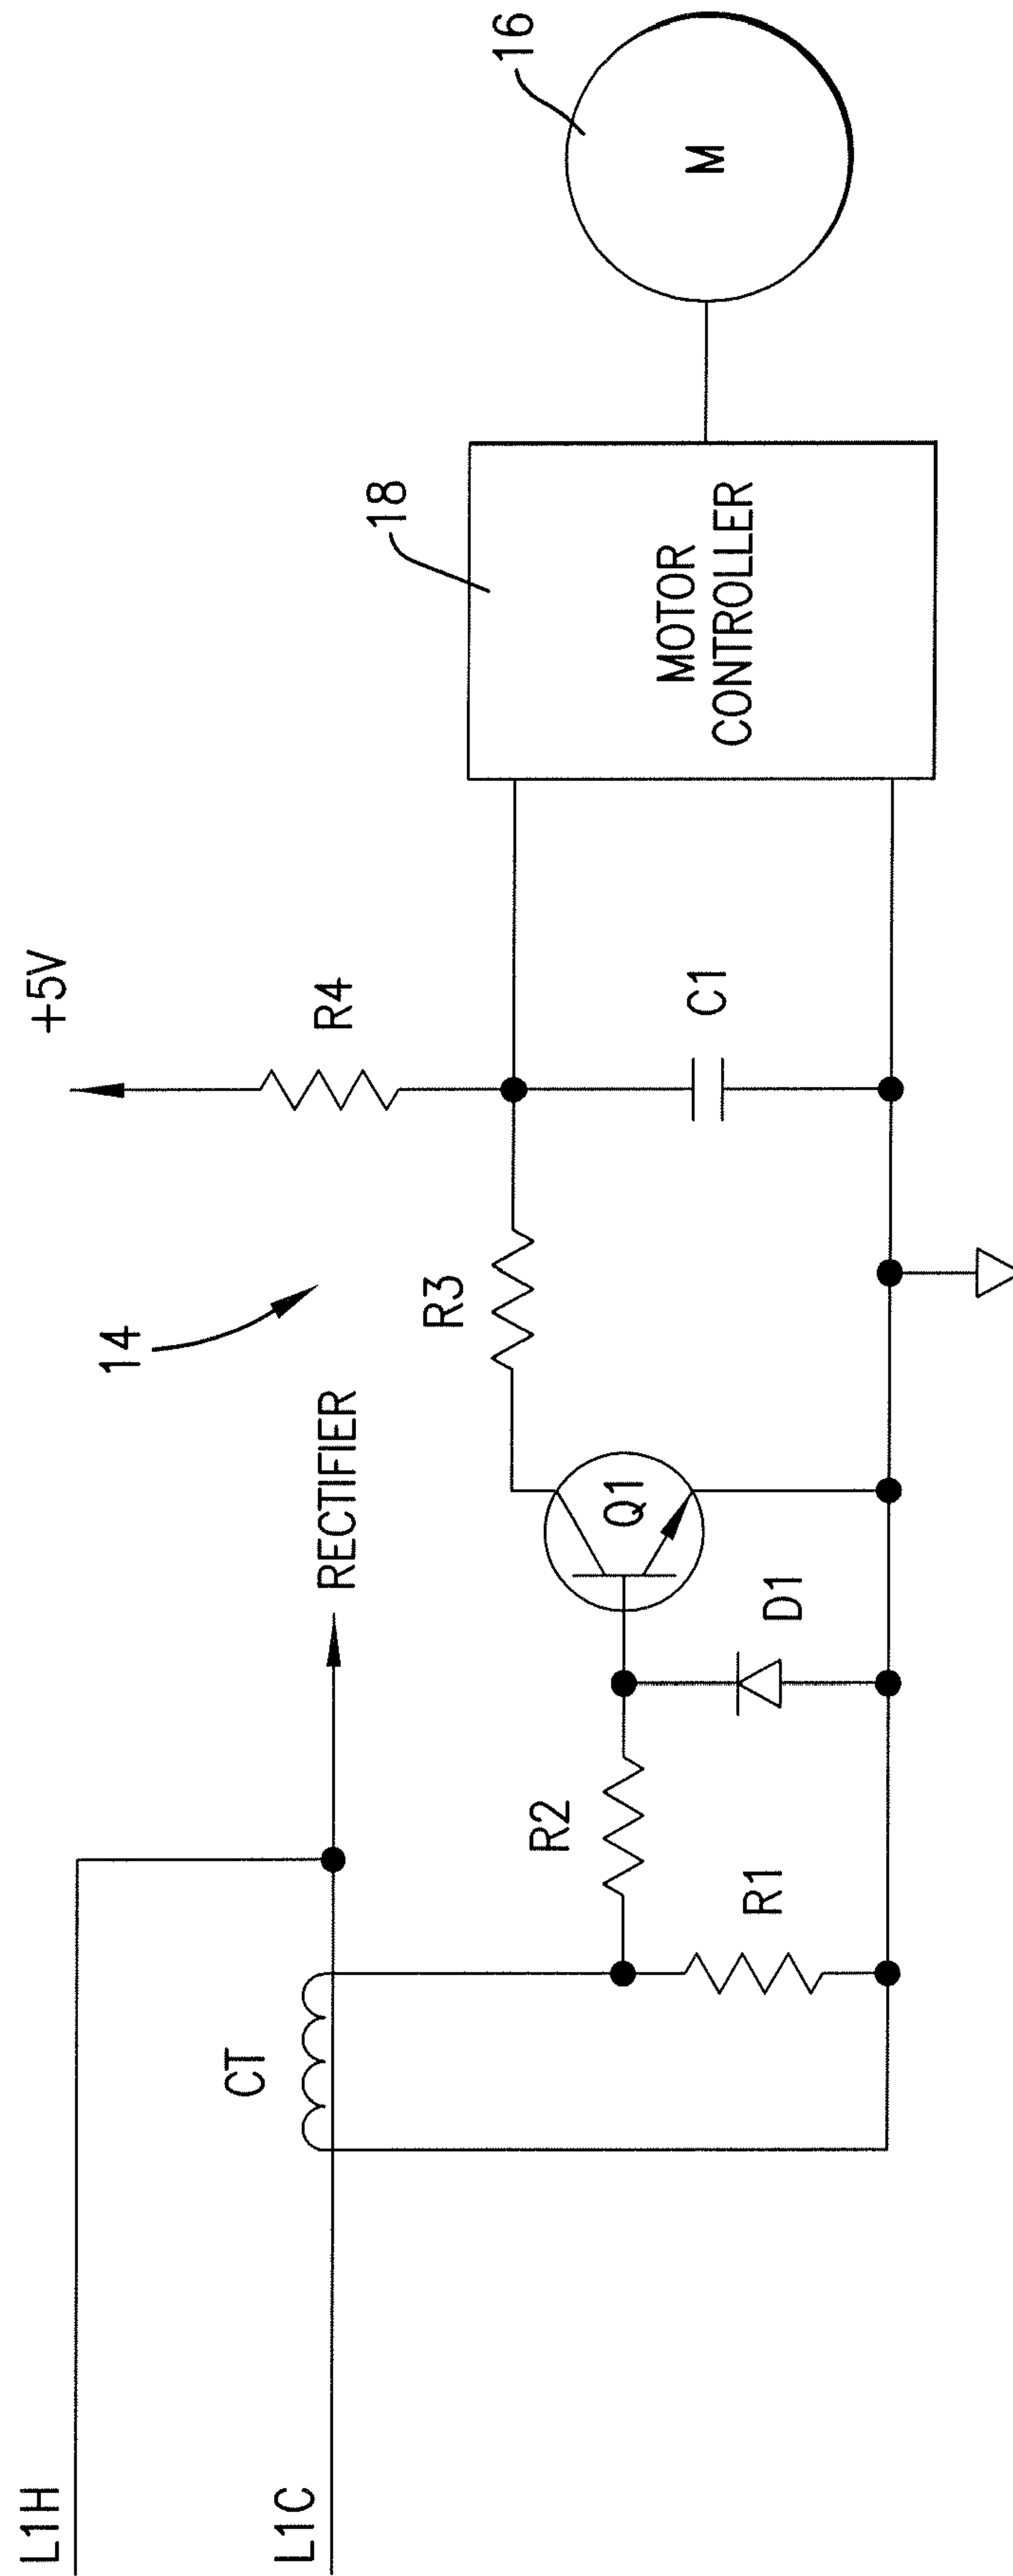 L1H
L1C
CT
RECTIFIER
14
+5V
R4
R3
R2
R1
Q1
D1
C1
18
MOTOR
CONTROLLER
16
M